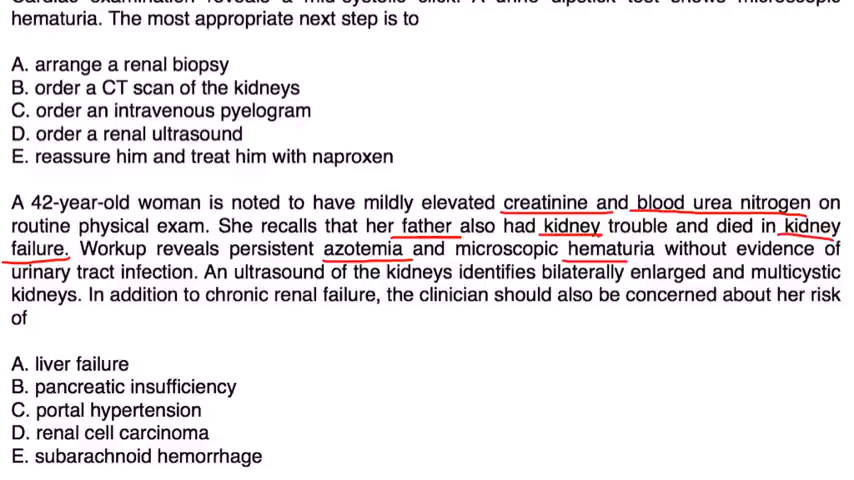 hematuria. The most appropriate next step is to
A. arrange a renal biopsy
B. order a CT scan of the kidneys
C. order an intravenous pyelogram
D. order a renal ultrasound
E. reassure him and treat him with naproxen
A 42-year-old woman is noted to have mildly elevated creatinine and blood urea nitrogen on
routine physical exam. She recalls that her father also had kidney trouble and died in kidney
failure. Workup reveals persistent azotemia and microscopic hematuria without evidence of
urinary tract infection. An ultrasound of the kidneys identifies bilaterally enlarged and multicystic
kidneys. In addition to chronic renal failure, the clinician should also be concerned about her risk
of
A. liver failure
B. pancreatic insufficiency
C. portal hypertension
D. renal cell carcinoma
E. subarachnoid hemorrhage